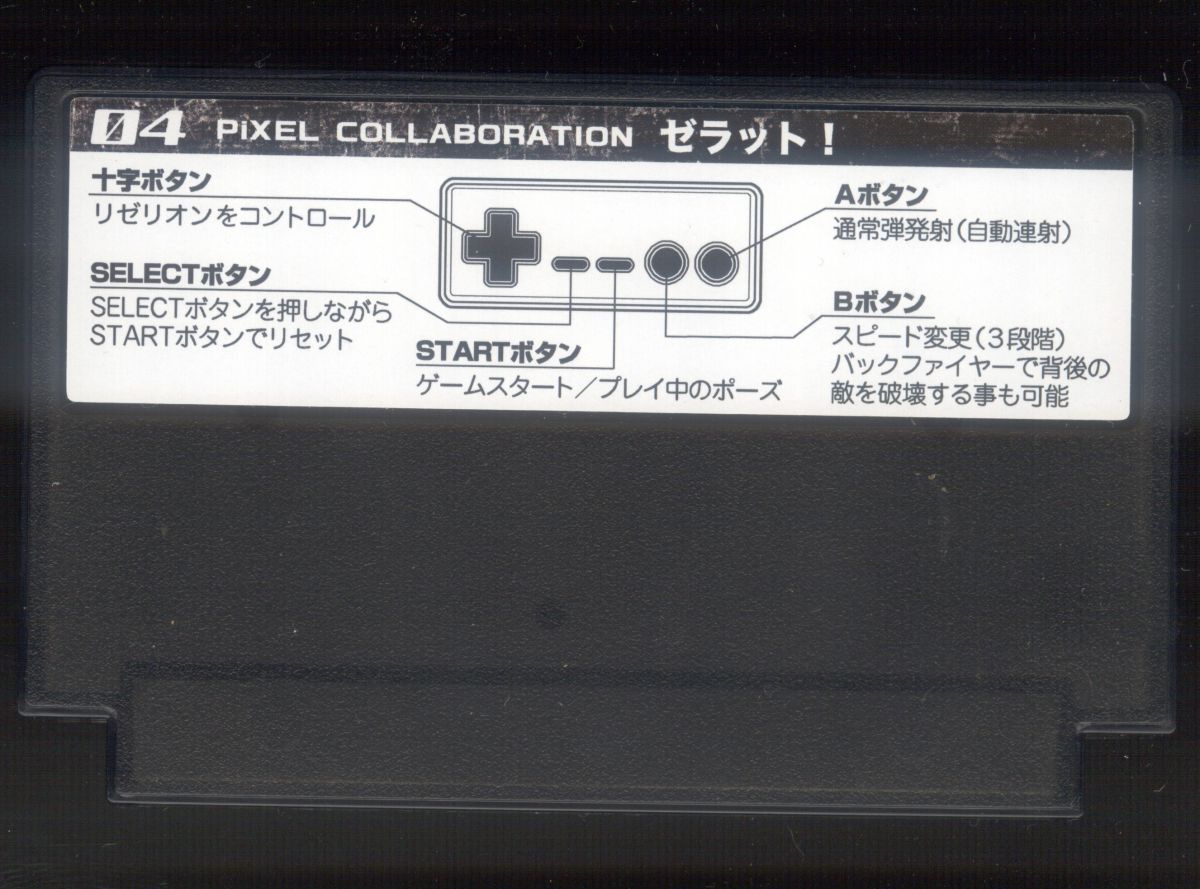 04 PiXEL COLLABORATION ゼラット！
十字ボタン
リゼリオンをコントロール
SELECTボタン
SELECTボタンを押しながら
STARTボタンでリセット
STARTボタン
ゲームスタート／プレイ中のポーズ
Aボタン
通常弾発射(自動連射)
Bボタン
スピード変更(３段階)
バックファイヤーで背後の
敵を破壊する事も可能